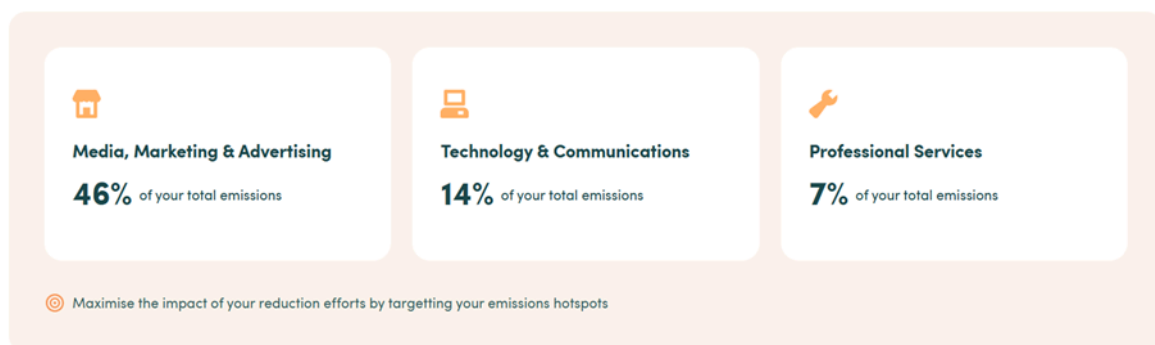 Media, Marketing & Advertising
46% of your total emissions
Technology & Communications
14% of your total emissions
Professional Services
7% of your total emissions
Maximise the impact of your reduction efforts by targetting your emissions hotspots